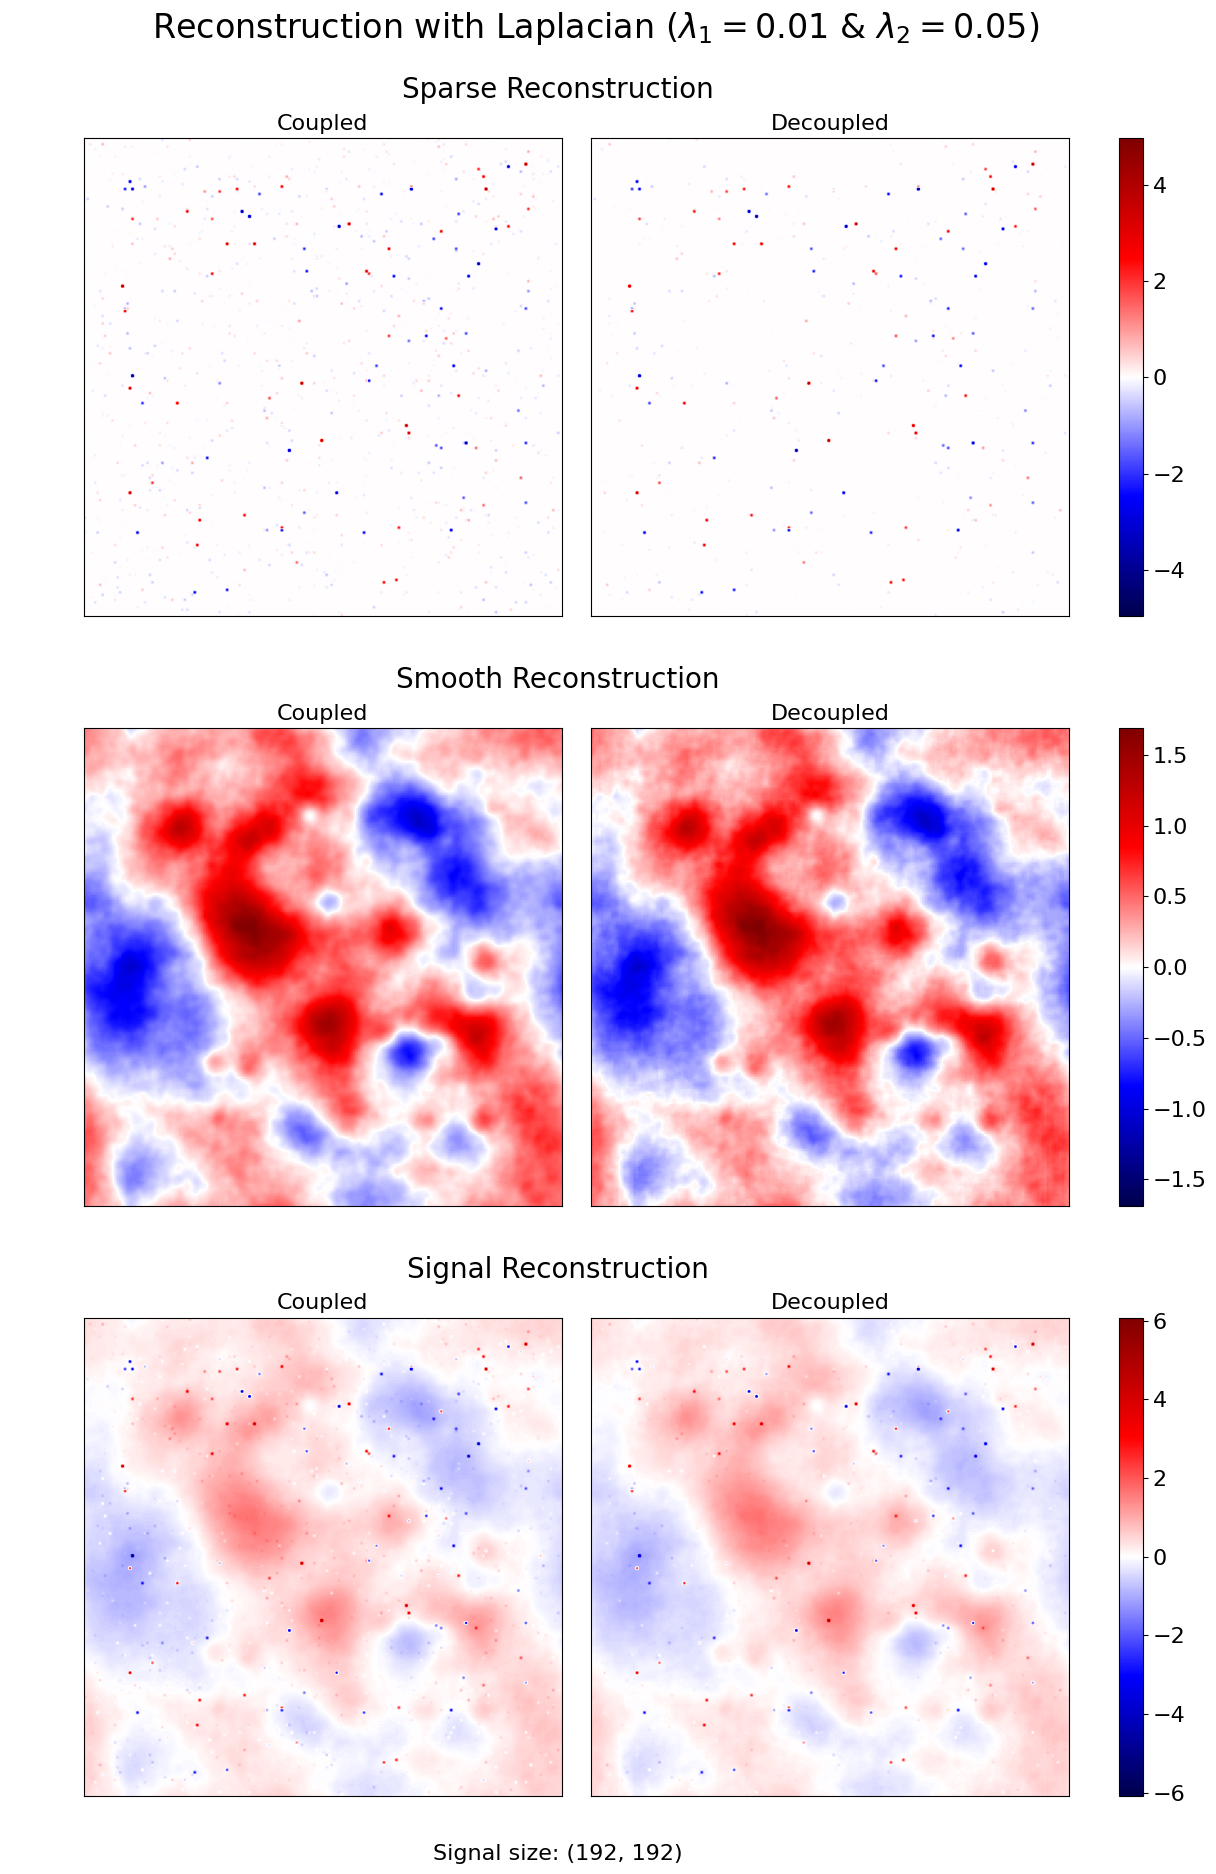 Reconstruction with Laplacian (λ₁ = 0.01 & λ₂ = 0.05)
Sparse Reconstruction
Coupled
Decoupled
4
2
0
−2
−4
Smooth Reconstruction
Coupled
Decoupled
1.5
1.0
0.5
0.0
−0.5
−1.0
−1.5
Signal Reconstruction
Coupled
Decoupled
6
4
2
0
−2
−4
−6
Signal size: (192, 192)